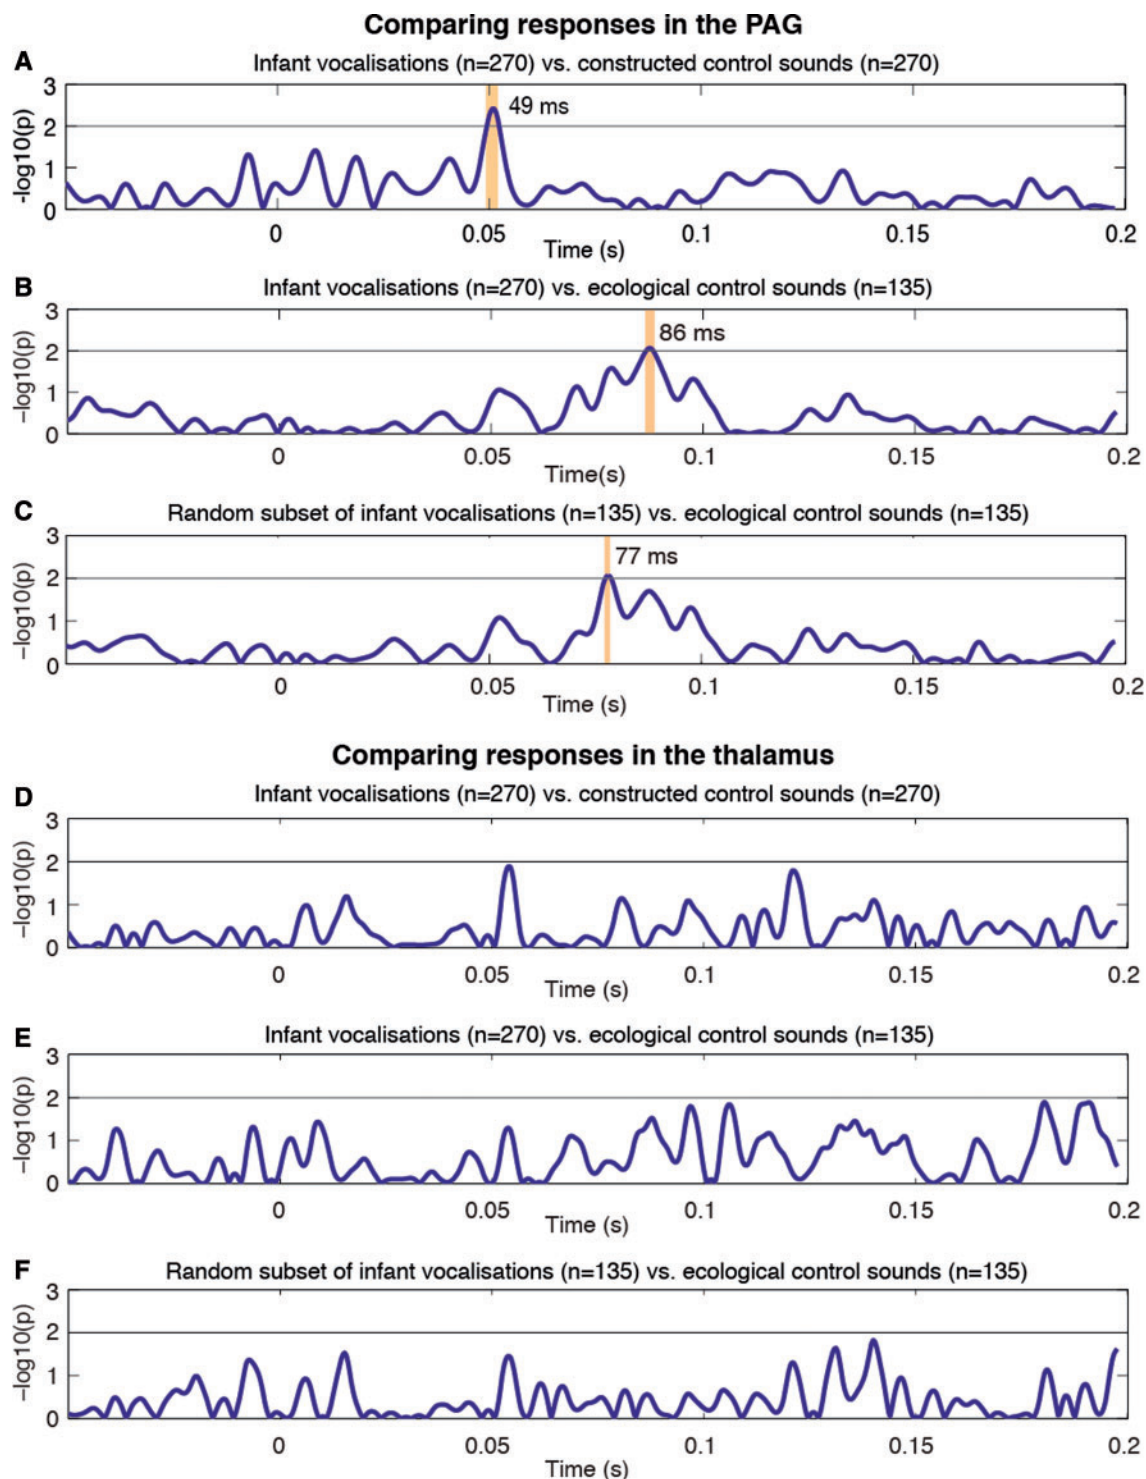 Comparing responses in the PAG
A
Infant vocalisations (n=270) vs. constructed control sounds (n=270)
3
2
1
0
-log10(p)
49 ms
0 0.05 0.1 0.15 0.2
Time (s)
B
Infant vocalisations (n=270) vs. ecological control sounds (n=135)
3
2
1
0
−log10(p)
86 ms
0 0.05 0.1 0.15 0.2
Time(s)
C
Random subset of infant vocalisations (n=135) vs. ecological control sounds (n=135)
3
2
1
0
−log10(p)
77 ms
0 0.05 0.1 0.15 0.2
Time (s)
Comparing responses in the thalamus
D
Infant vocalisations (n=270) vs. constructed control sounds (n=270)
3
2
1
0
−log10(p)
0 0.05 0.1 0.15 0.2
Time (s)
E
Infant vocalisations (n=270) vs. ecological control sounds (n=135)
3
2
1
0
−log10(p)
0 0.05 0.1 0.15 0.2
Time (s)
F
Random subset of infant vocalisations (n=135) vs. ecological control sounds (n=135)
3
2
1
0
−log10(p)
0 0.05 0.1 0.15 0.2
Time (s)